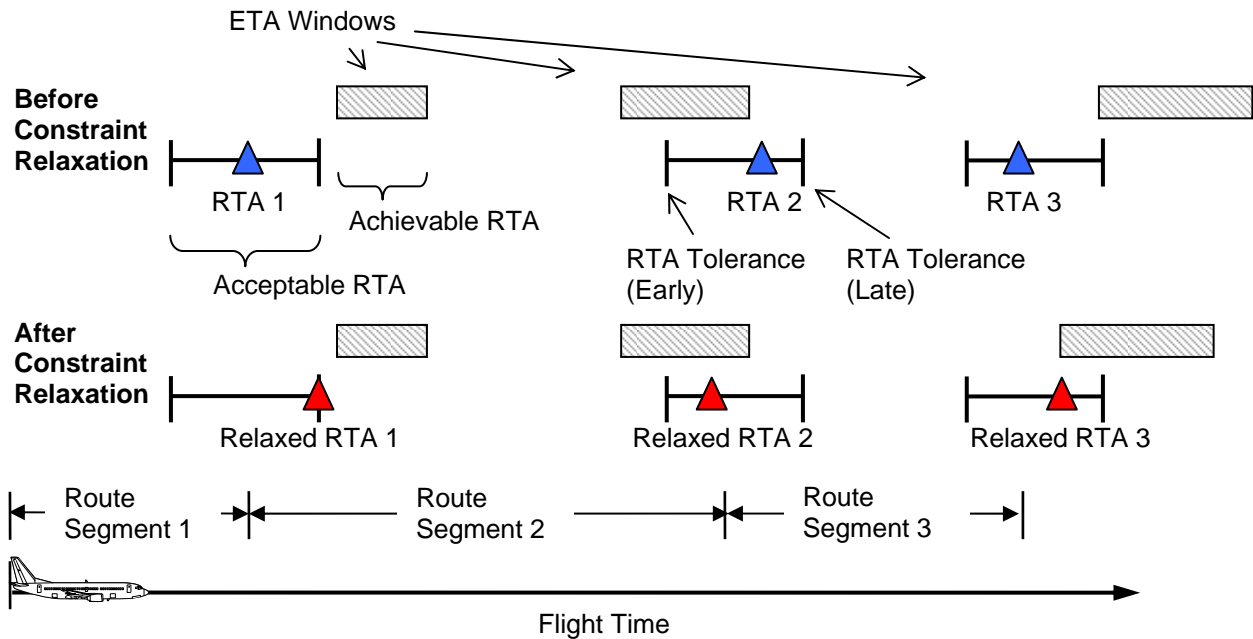 ETA Windows
Before
Constraint
Relaxation
RTA 1
RTA 2
RTA 3
Achievable RTA
Acceptable RTA
RTA Tolerance
(Early)
RTA Tolerance
(Late)
After
Constraint
Relaxation
Relaxed RTA 1
Relaxed RTA 2
Relaxed RTA 3
Route
Segment 1
Route
Segment 2
Route
Segment 3
Flight Time